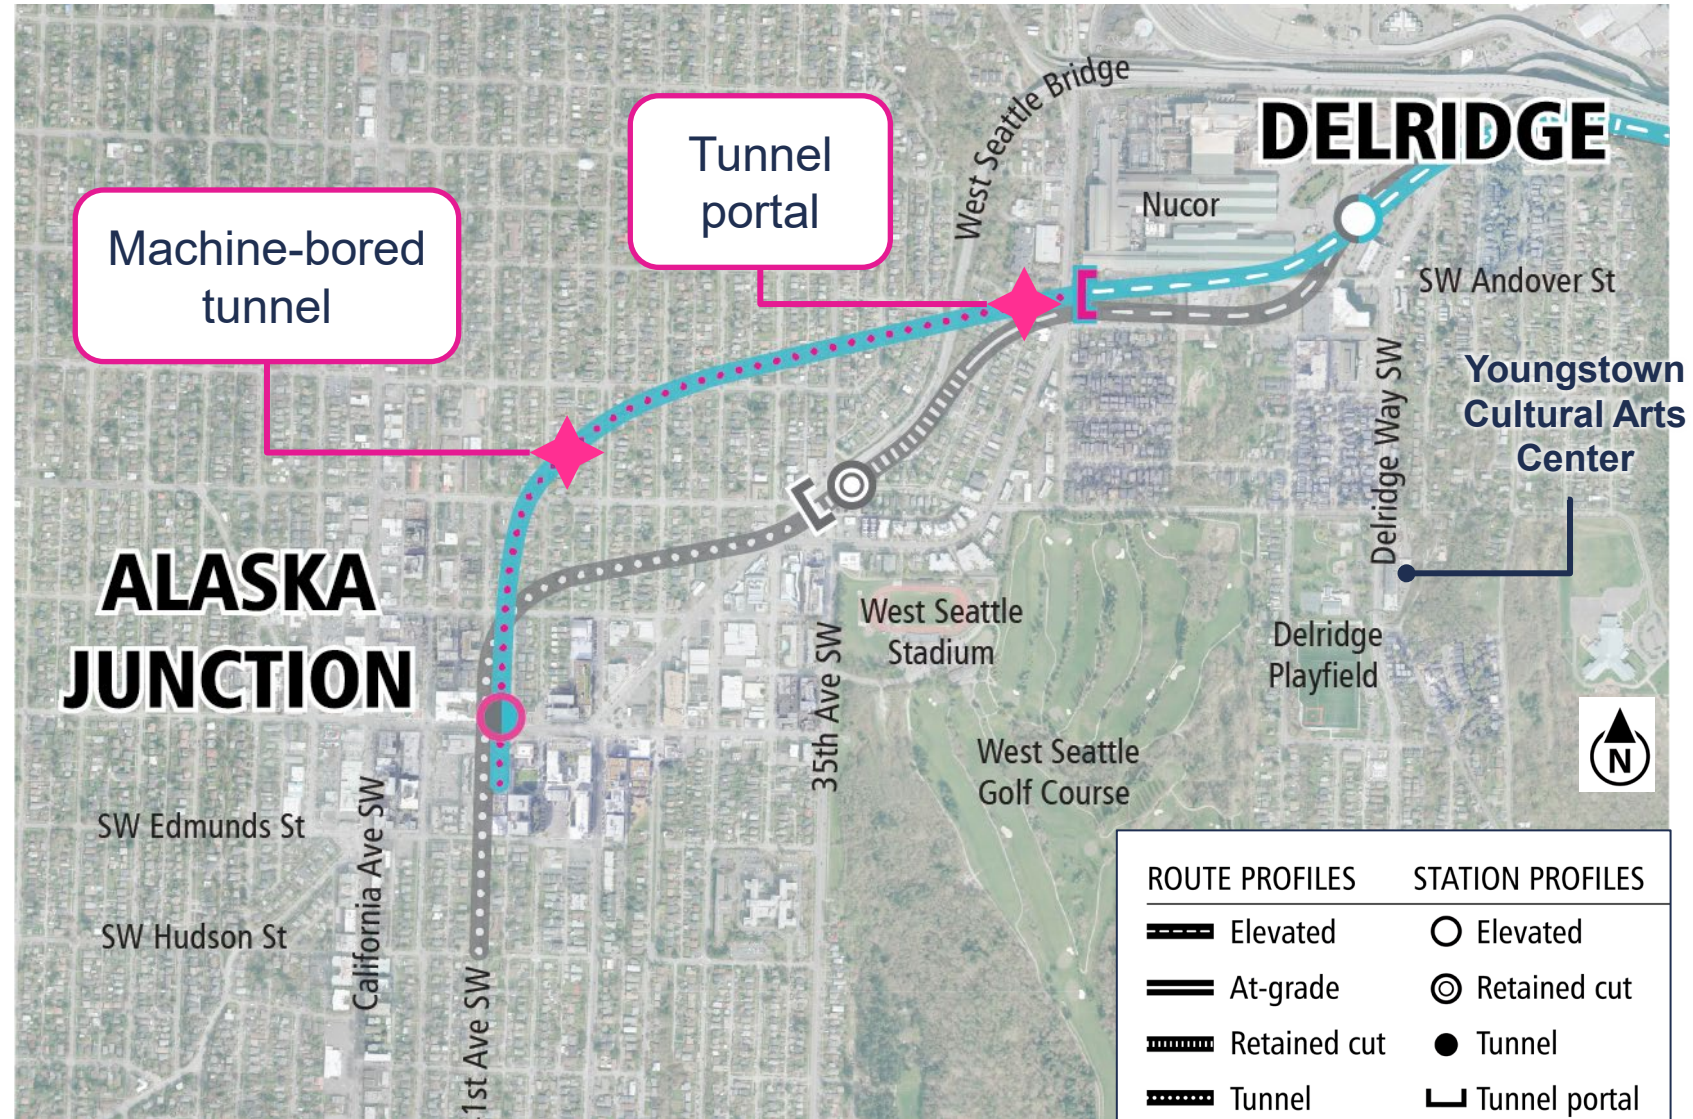 West Seattle Bridge
DELRIDGE
Tunnel
portal
Nucor
Machine-bored
tunnel
SW Andover St
Youngstown
Cultural Arts
Center
Delridge Way SW
ALASKA
JUNCTION
West Seattle
Stadium
35th Ave SW
Delridge
Playfield
West Seattle
Golf Course
N
SW Edmunds St
California Ave SW
SW Hudson St
1st Ave SW
ROUTE PROFILES
Elevated
At-grade
Retained cut
Tunnel
STATION PROFILES
Elevated
Retained cut
Tunnel
Tunnel portal